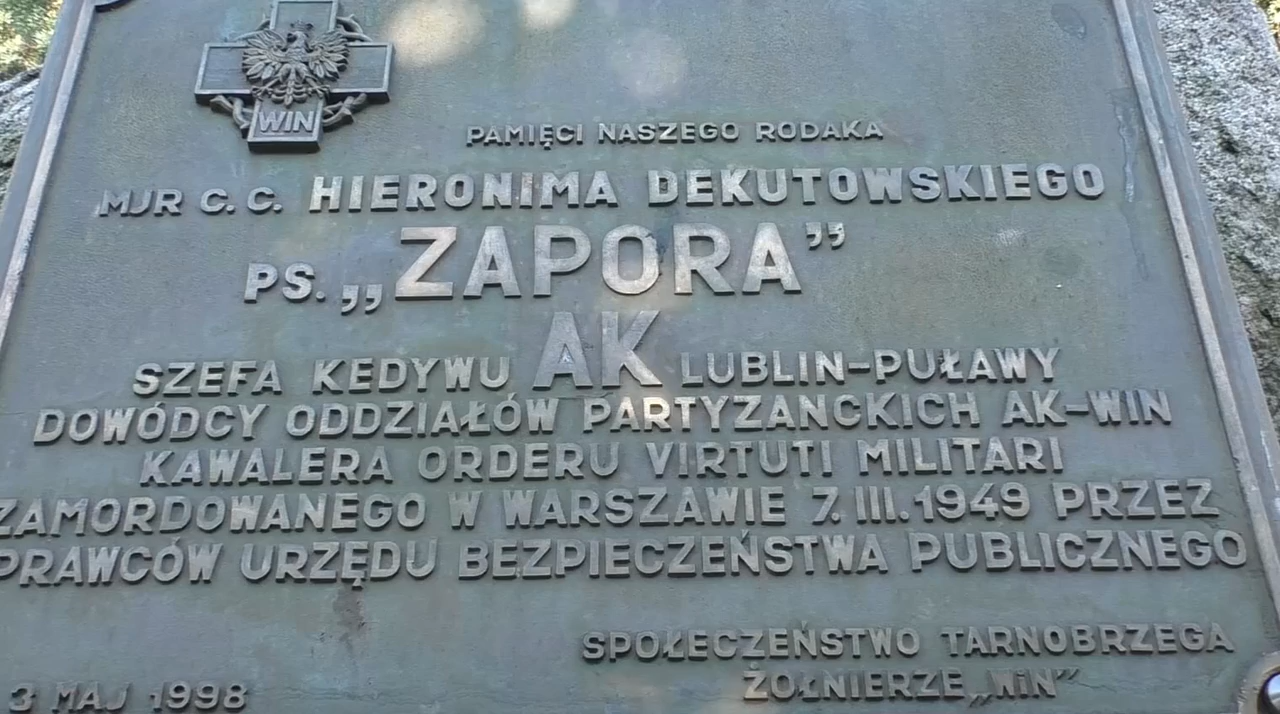 WIN
PAMIĘCI NASZEGO RODAKA
MJR C.C. HIERONIMA DEKUTOWSKIEGO
PS. „ZAPORA”
SZEFA KEDYWU AK LUBLIN-PUŁAWY
DOWÓDCY ODDZIAŁÓW PARTYZANCKICH AK-WIN
KAWALERA ORDERU VIRTUTI MILITARI
ZAMORDOWANEGO W WARSZAWIE 7. III. 1949 PRZEZ
OPRAWCÓW URZĘDU BEZPIECZEŃSTWA PUBLICZNEGO
SPOŁECZEŃSTWO TARNOBRZEGA
ŻOŁNIERZE „WiN”
3 MAJ 1998